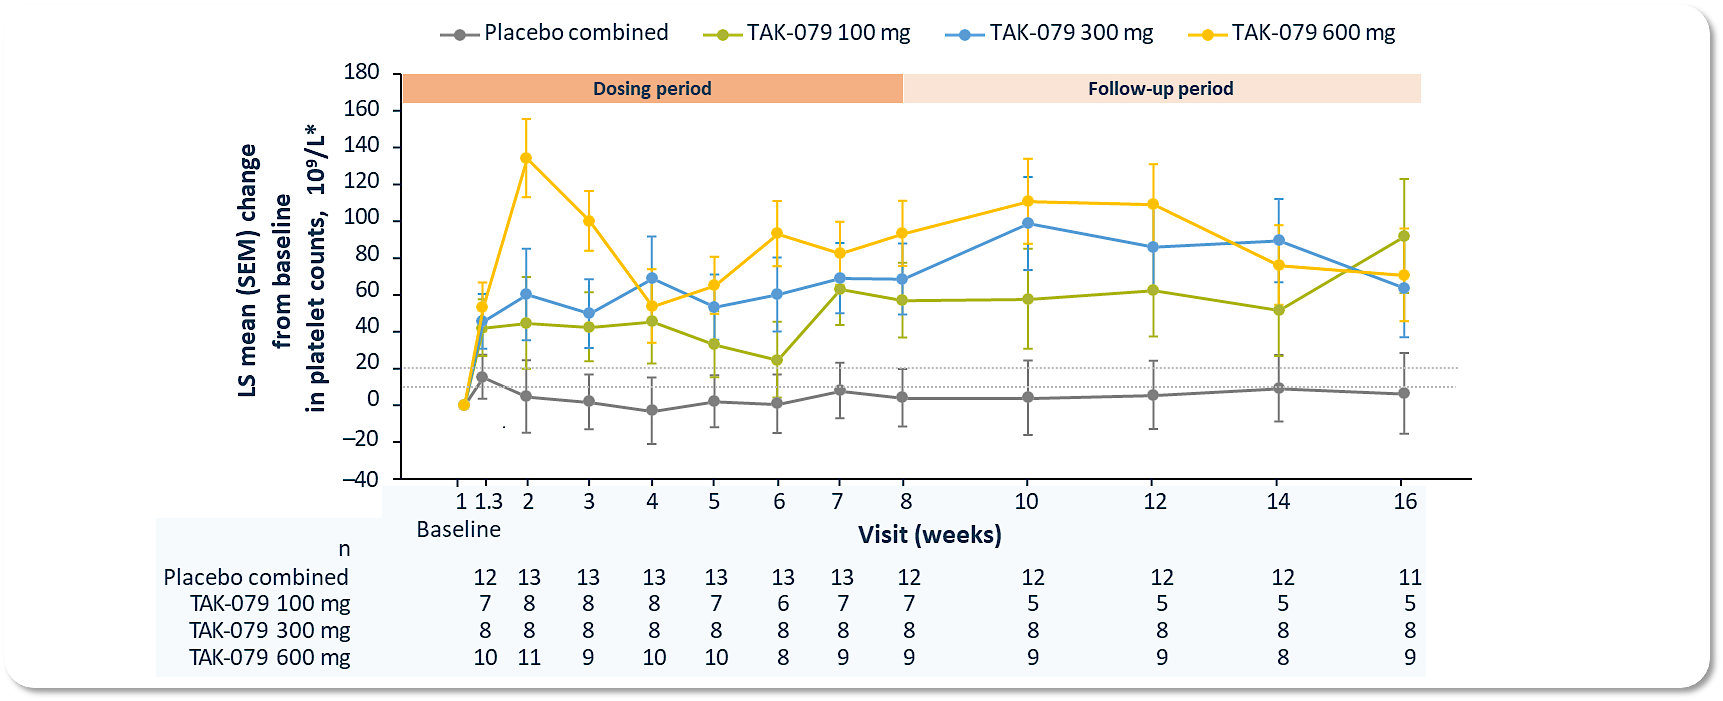 Placebo combined TAK-079 100 mg TAK-079 300 mg TAK-079 600 mg
Dosing period Follow-up period
LS mean (SEM) change
from baseline
in platelet counts, 10⁹/L*
180
160
140
120
100
80
60
40
20
0
–20
–40
1 1.3 2 3 4 5 6 7 8 10 12 14 16
Baseline
Visit (weeks)
n
Placebo combined 12 13 13 13 13 13 13 12 12 12 12 11
TAK-079 100 mg 7 8 8 8 7 6 7 7 5 5 5 5
TAK-079 300 mg 8 8 8 8 8 8 8 8 8 8 8 8
TAK-079 600 mg 10 11 9 10 10 8 9 9 9 9 8 9